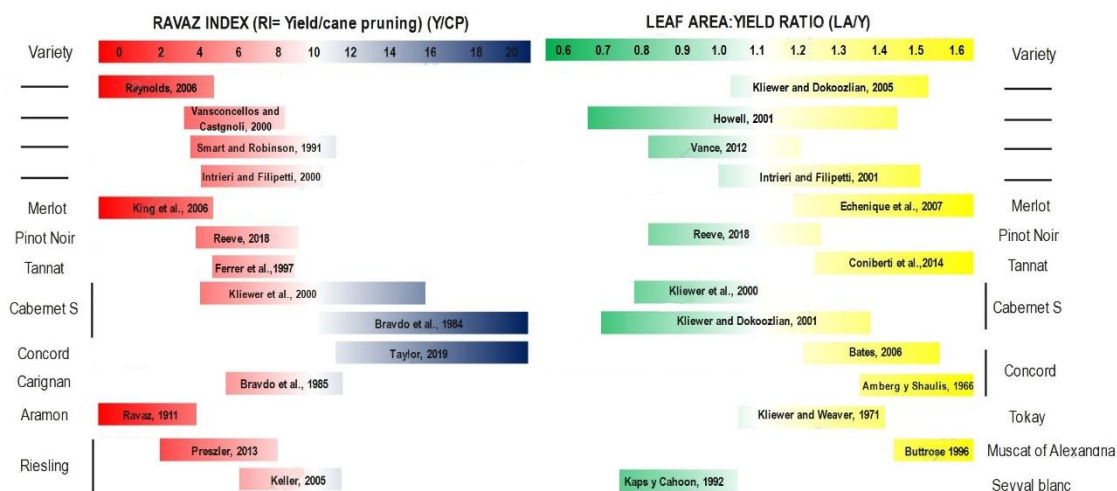 RAVAZ INDEX (RI= Yield/cane pruning) (Y/CP)
LEAF AREA:YIELD RATIO (LA/Y)
Variety 0 2 4 6 8 10 12 14 16 18 20
0.6 0.7 0.8 0.9 1.0 1.1 1.2 1.3 1.4 1.5 1.6 Variety
Reynolds, 2006
Kliewer and Dokoozlian, 2005
Vansconcellos and
Castgnoli, 2000
Howell, 2001
Smart and Robinson, 1991
Vance, 2012
Intrieri and Filipetti, 2000
Intrieri and Filipetti, 2001
Merlot King et al., 2006
Echenique et al., 2007 Merlot
Pinot Noir Reeve, 2018
Reeve, 2018 Pinot Noir
Tannat Ferrer et al.,1997
Coniberti et al.,2014 Tannat
Cabernet S
Kliewer et al., 2000
Bravdo et al., 1984
Kliewer et al., 2000
Kliewer and Dokoozlian, 2001
Cabernet S
Concord Taylor, 2019
Bates, 2006
Carignan Bravdo et al., 1985
Amberg y Shaulis, 1966
Concord
Aramon Ravaz, 1911
Kliewer and Weaver, 1971 Tokay
Riesling
Preszler, 2013
Keller, 2005
Buttrose 1996 Muscat of Alexandria
Kaps y Cahoon, 1992 Seyval blanc